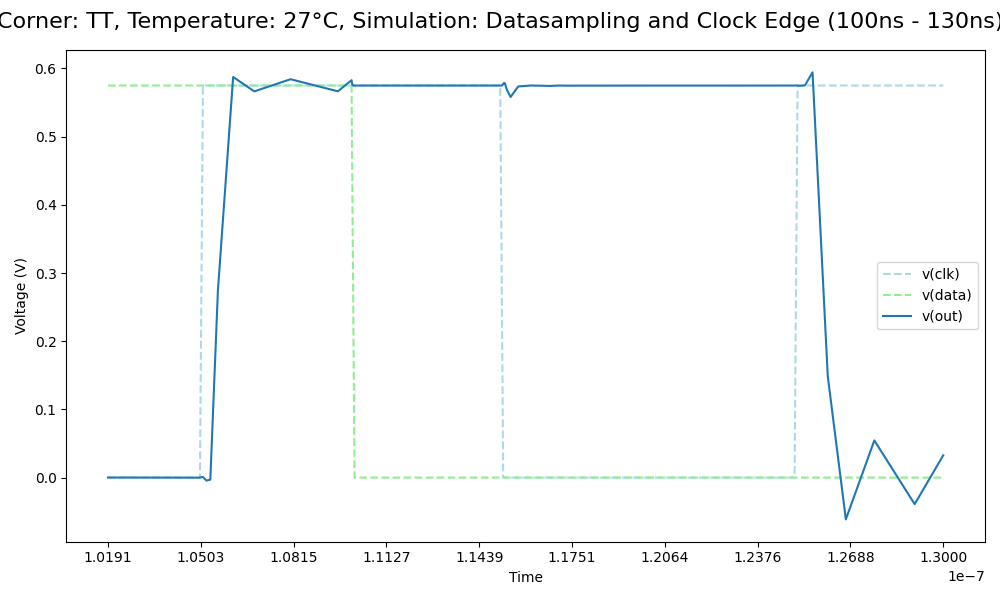 Corner: TT, Temperature: 27°C, Simulation: Datasampling and Clock Edge (100ns - 130ns)
0.6
0.5
0.4
0.3
0.2
0.1
0.0
Voltage (V)
v(clk)
v(data)
v(out)
1.0191 1.0503 1.0815 1.1127 1.1439 1.1751 1.2064 1.2376 1.2688 1.3000
1e−7
Time